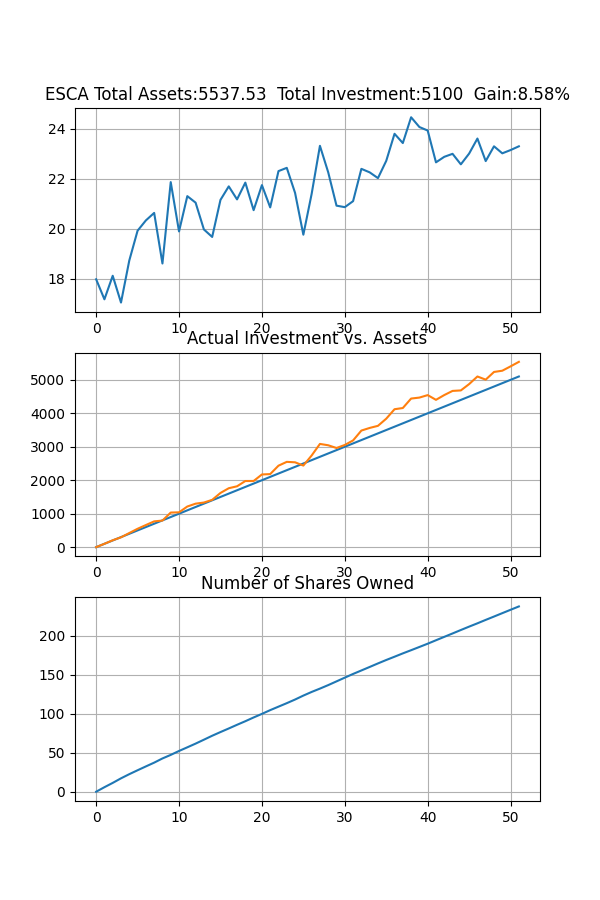 ESCA Total Assets:5537.53  Total Investment:5100  Gain:8.58%
24
22
20
18
0 10 20 30 40 50
Actual Investment vs. Assets
5000
4000
3000
2000
1000
0
0 10 20 30 40 50
Number of Shares Owned
200
150
100
50
0
0 10 20 30 40 50